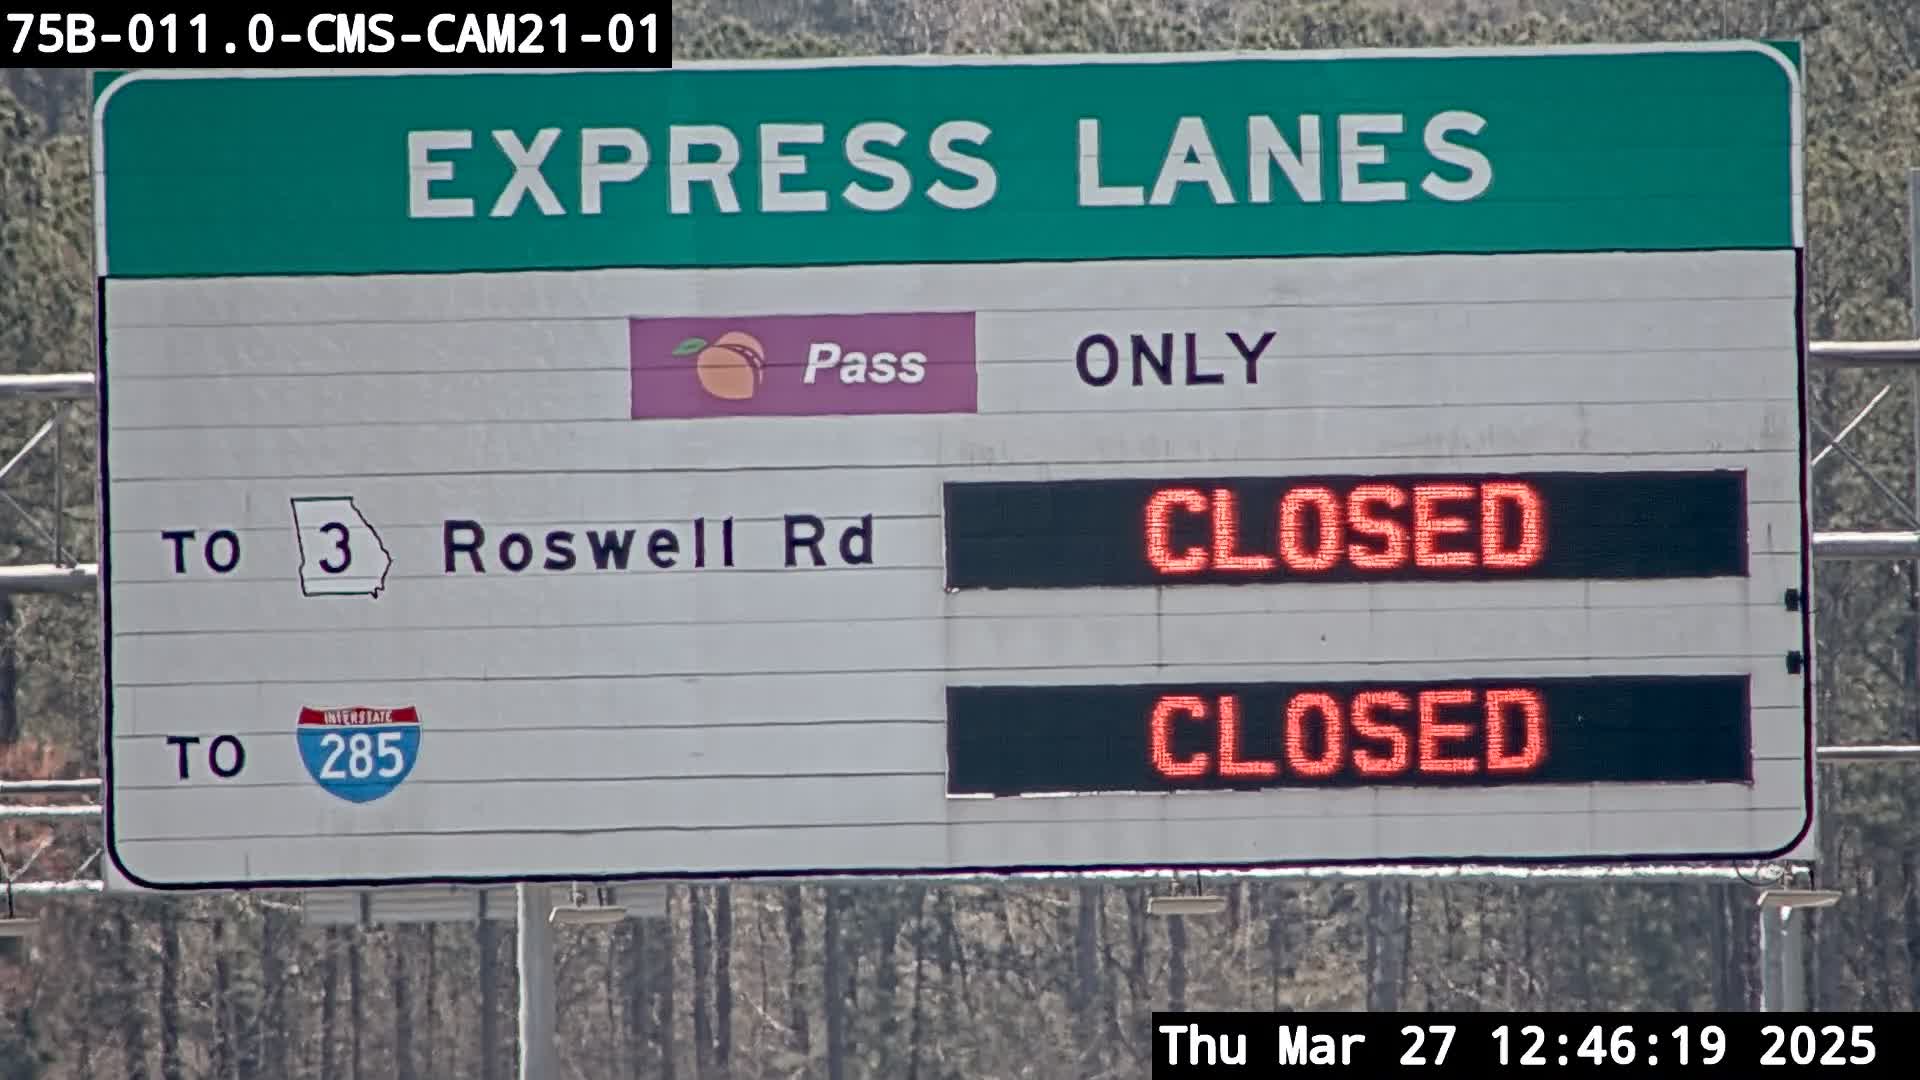 75B-011.0-CMS-CAM21-01
EXPRESS LANES
Pass ONLY
TO 3 Roswell Rd CLOSED
INTERSTATE
TO 285 CLOSED
Thu Mar 27 12:46:19 2025